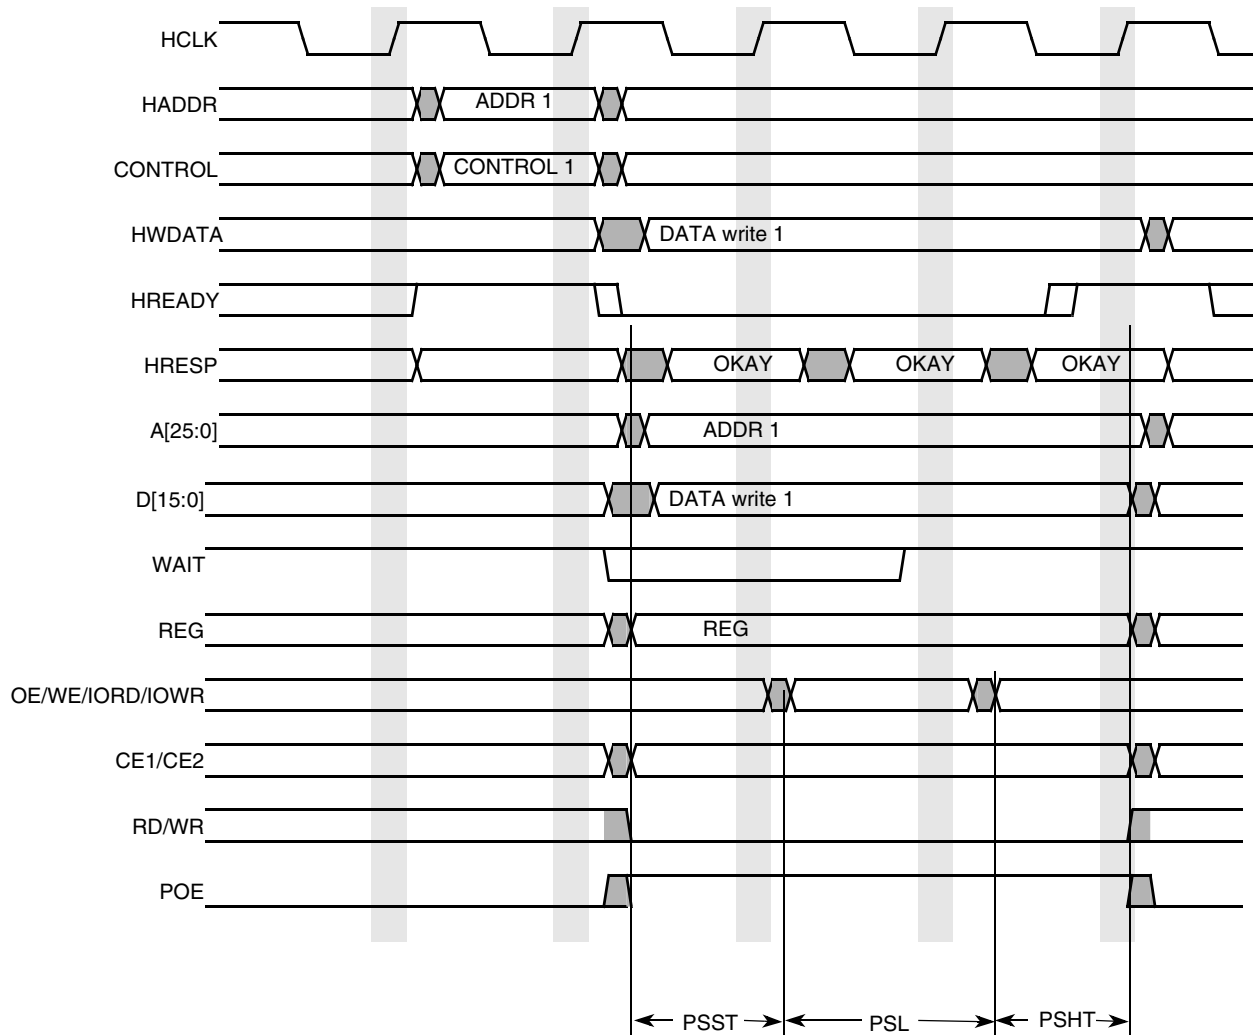 HCLK
HADDR ADDR 1
CONTROL CONTROL 1
HWDATA DATA write 1
HREADY
HRESP OKAY OKAY OKAY
A[25:0] ADDR 1
D[15:0] DATA write 1
WAIT
REG REG
OE/WE/IORD/IOWR
CE1/CE2
RD/WR
POE
PSST PSL PSHT